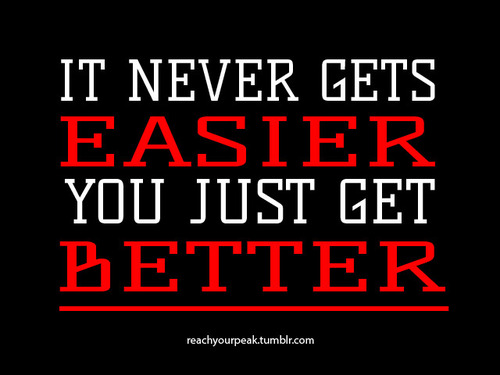 IT NEVER GETS
EASIER
YOU JUST GET
BETTER
reachyourpeak.tumblr.com